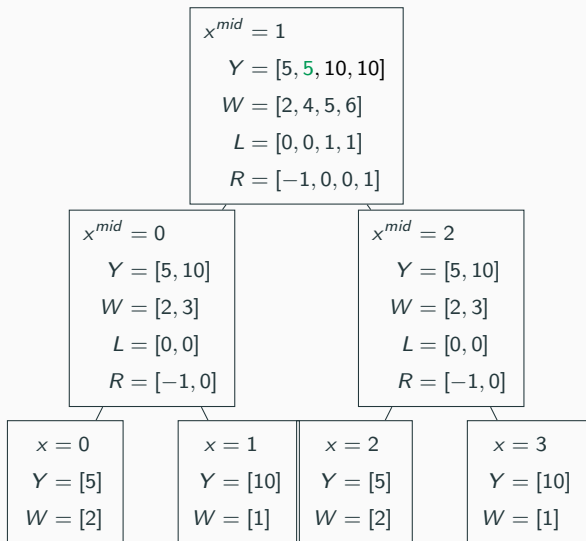 x^mid = 1
Y = [5, 5, 10, 10]
W = [2, 4, 5, 6]
L = [0, 0, 1, 1]
R = [−1, 0, 0, 1]
x^mid = 0
Y = [5, 10]
W = [2, 3]
L = [0, 0]
R = [−1, 0]
x^mid = 2
Y = [5, 10]
W = [2, 3]
L = [0, 0]
R = [−1, 0]
x = 0
Y = [5]
W = [2]
x = 1
Y = [10]
W = [1]
x = 2
Y = [5]
W = [2]
x = 3
Y = [10]
W = [1]